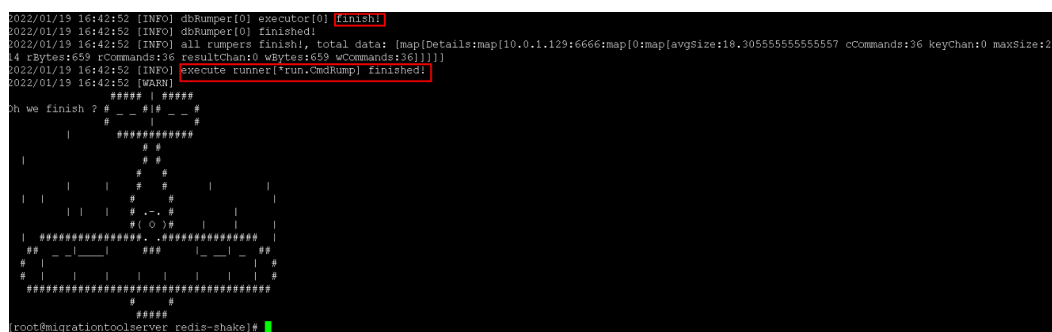 2022/01/19 16:42:52 [INFO] dbRumper[0] executor[0] finish!
2022/01/19 16:42:52 [INFO] dbRumper[0] finished!
2022/01/19 16:42:52 [INFO] all rumpers finish!, total data: [map[Details:map[10.0.1.129:6666:map[0:map[avgSize:18.305555555555557 cCommands:36 keyChan:0 maxSize:2
14 rBytes:659 rCommands:36 resultChan:0 wBytes:659 wCommands:36]]]]]
2022/01/19 16:42:52 [INFO] execute runner[*run.CmdRump] finished!
2022/01/19 16:42:52 [WARN]
##### | #####
Oh we finish ? # _ _ #|# _ _ #
# | #
| ############
# #
| # #
# #
| | # # | |
| | # # |
| | | # .-. # |
#( O )# | | |
| ################. .############### |
## _ _|____| ### |_ __| _ ##
# | | #
# | | | | | | | | #
######################################
# #
#####
[root@migrationtoolserver redis-shake]#